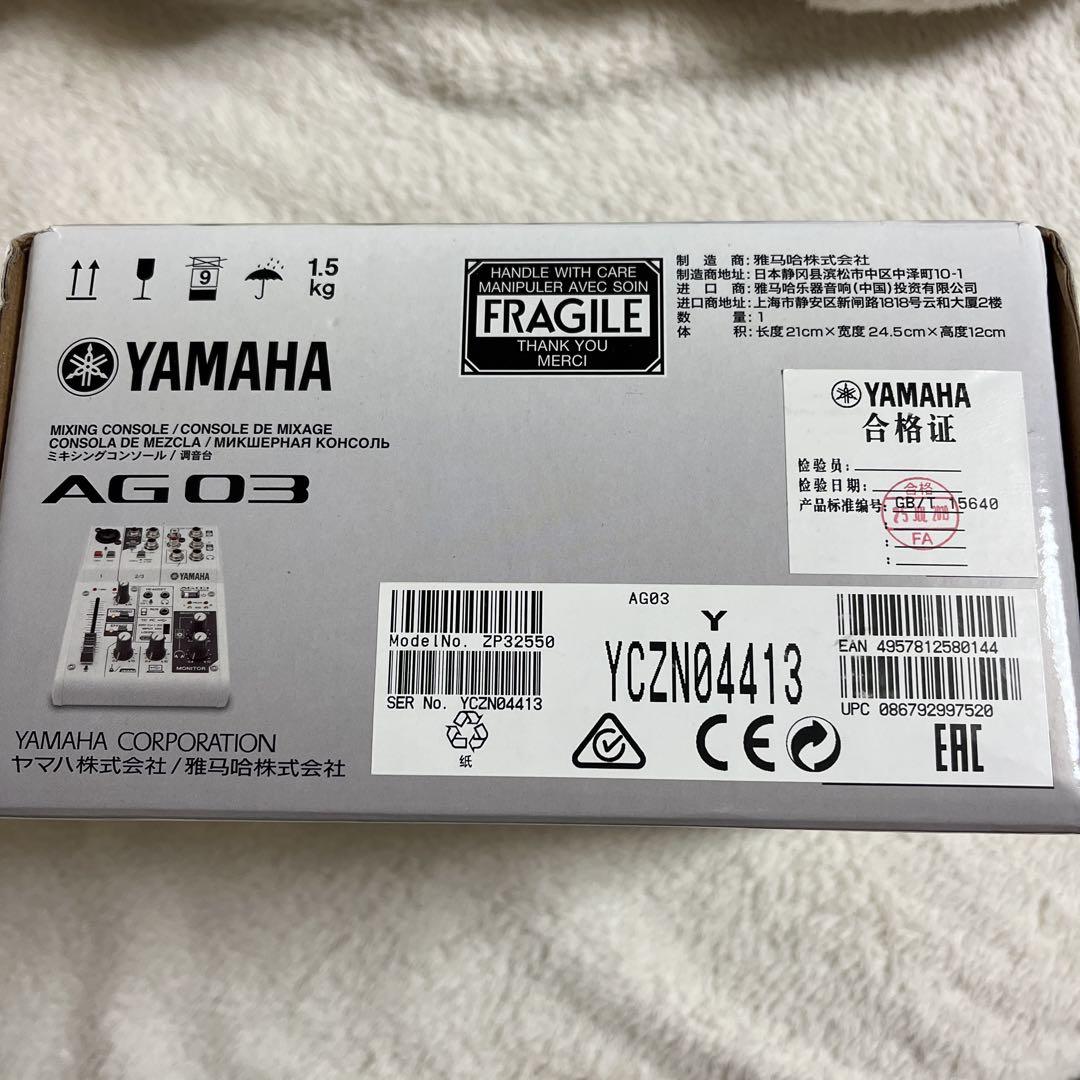 9
1.5
kg
YAMAHA
MIXING CONSOLE / CONSOLE DE MIXAGE
CONSOLA DE MEZCLA / МИКШЕРНАЯ КОНСОЛЬ
ミキシングコンソール / 调音台
AG03
YAMAHA
AG03
MONITOR
YAMAHA CORPORATION
ヤマハ株式会社/雅马哈株式会社
HANDLE WITH CARE
MANIPULER AVEC SOIN
FRAGILE
THANK YOU
MERCI
制 造 商: 雅马哈株式会社
制造商地址: 日本静冈县滨松市中区中泽町10-1
进 口 商: 雅马哈乐器音响(中国)投资有限公司
进口商地址: 上海市静安区新闸路1818号云和大厦2楼
数 量: 1
体 积: 长度21cm×宽度24.5cm×高度12cm
YAMAHA
合格证
检验员:
检验日期:
产品标准编号: GB/T 15640
合格
25 JUL
FA
AG03
Y
YCZN04413
Model No. ZP32550
SER No. YCZN04413
纸
EAN 4957812580144
UPC 086792997520
CE
EAC